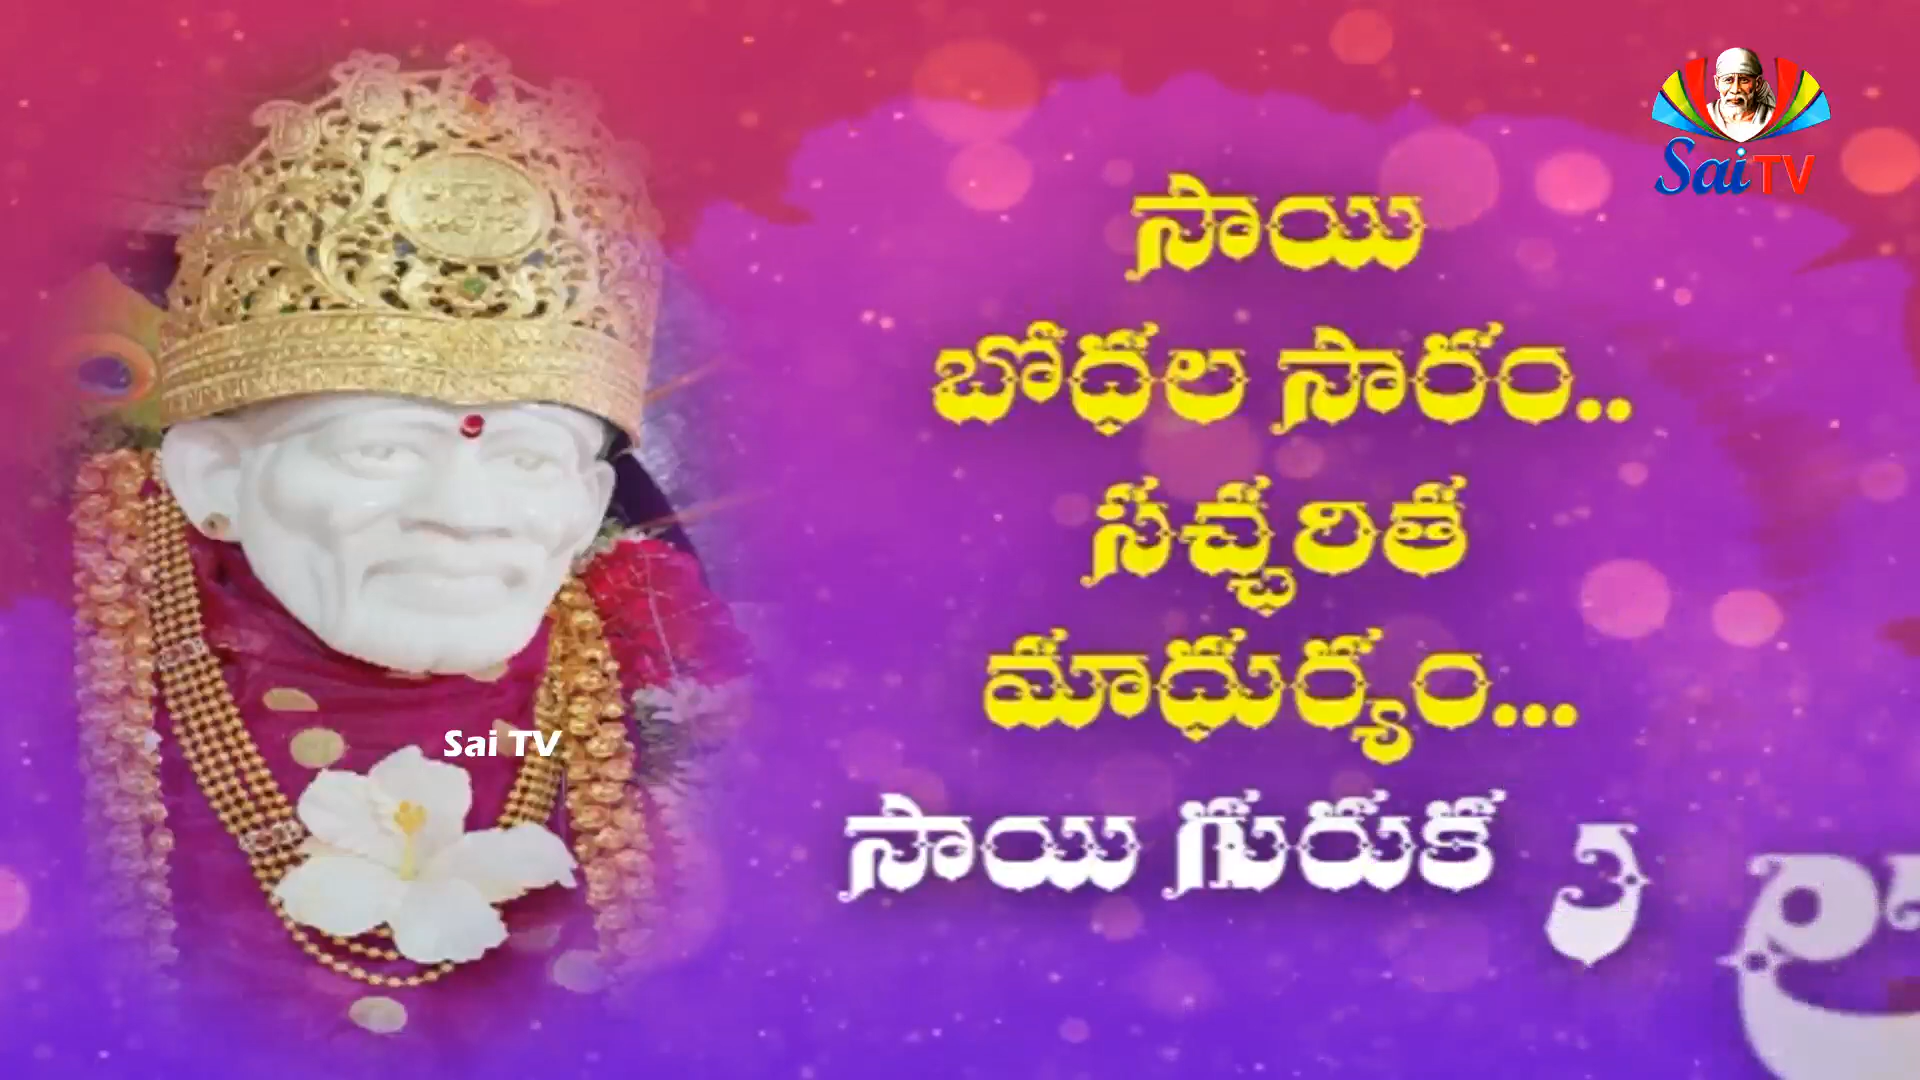 Sai TV
సాయి
బోధల సారం..
సచ్చరిత
మాధుర్యం...
Sai TV
సాయి గురుక